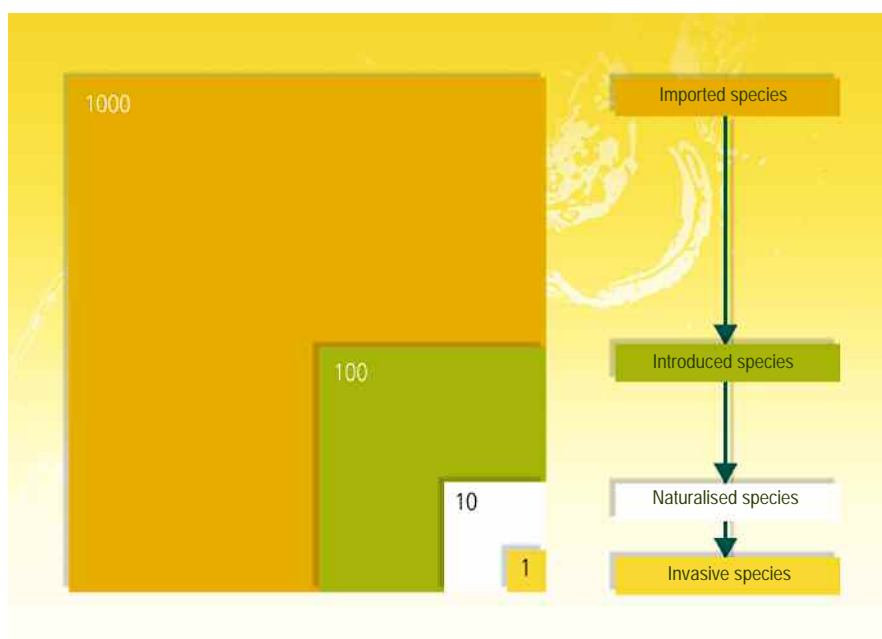 1000
Imported species
100
Introduced species
10
Naturalised species
1
Invasive species